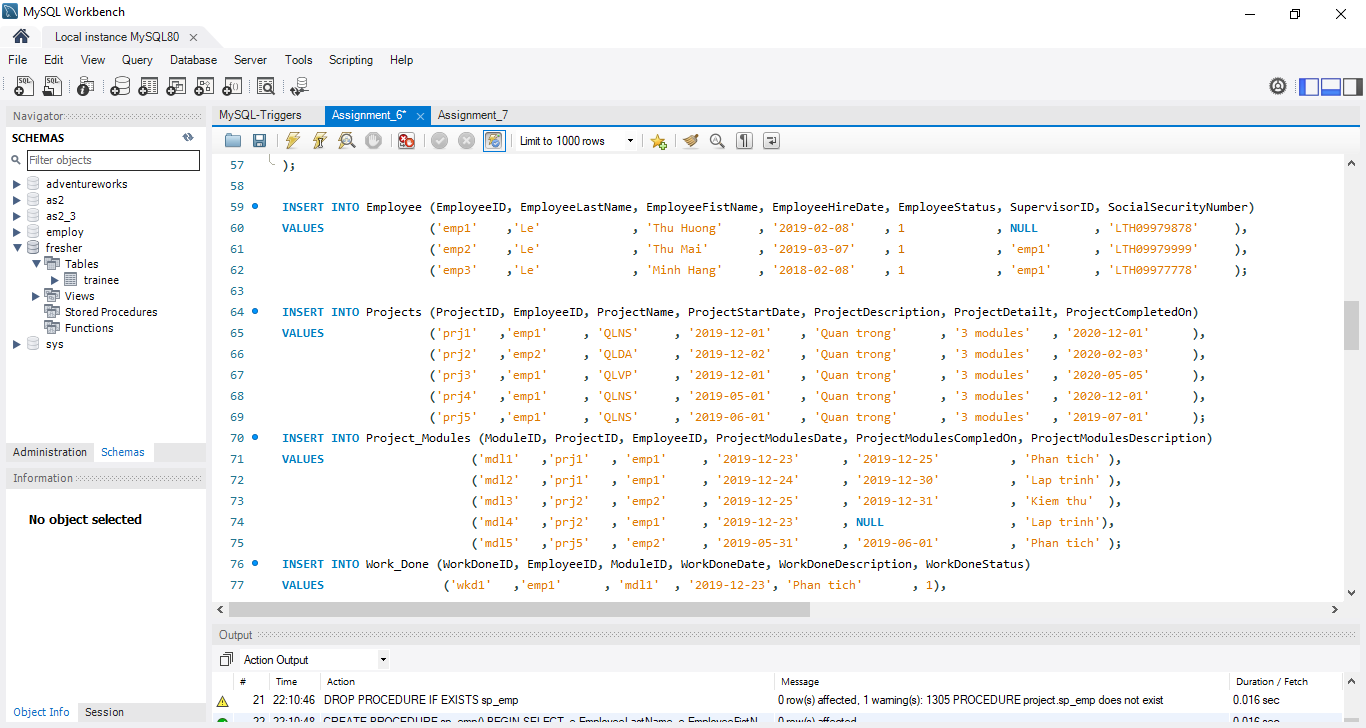 MySQL Workbench
Local instance MySQL80
File Edit View Query Database Server Tools Scripting Help
Navigator
SCHEMAS
Filter objects
adventureworks
as2
as2_3
employ
fresher
Tables
trainee
Views
Stored Procedures
Functions
sys
Administration Schemas
Information
No object selected
Object Info Session
MySQL-Triggers Assignment_6* Assignment_7
Limit to 1000 rows
57 );
58
59 INSERT INTO Employee (EmployeeID, EmployeeLastName, EmployeeFistName, EmployeeHireDate, EmployeeStatus, SupervisorID, SocialSecurityNumber)
60 VALUES ('emp1' ,'Le' , 'Thu Huong' , '2019-02-08' , 1 , NULL , 'LTH09979878' ),
61 ('emp2' ,'Le' , 'Thu Mai' , '2019-03-07' , 1 , 'emp1' , 'LTH09979999' ),
62 ('emp3' ,'Le' , 'Minh Hang' , '2018-02-08' , 1 , 'emp1' , 'LTH09977778' );
63
64 INSERT INTO Projects (ProjectID, EmployeeID, ProjectName, ProjectStartDate, ProjectDescription, ProjectDetailt, ProjectCompletedOn)
65 VALUES ('prj1' ,'emp1' , 'QLNS' , '2019-12-01' , 'Quan trong' , '3 modules' , '2020-12-01' ),
66 ('prj2' ,'emp2' , 'QLDA' , '2019-12-02' , 'Quan trong' , '3 modules' , '2020-02-03' ),
67 ('prj3' ,'emp1' , 'QLVP' , '2019-12-01' , 'Quan trong' , '3 modules' , '2020-05-05' ),
68 ('prj4' ,'emp1' , 'QLNS' , '2019-05-01' , 'Quan trong' , '3 modules' , '2020-12-01' ),
69 ('prj5' ,'emp1' , 'QLNS' , '2019-06-01' , 'Quan trong' , '3 modules' , '2019-07-01' );
70 INSERT INTO Project_Modules (ModuleID, ProjectID, EmployeeID, ProjectModulesDate, ProjectModulesCompledOn, ProjectModulesDescription)
71 VALUES ('mdl1' ,'prj1' , 'emp1' , '2019-12-23' , '2019-12-25' , 'Phan tich' ),
72 ('mdl2' ,'prj1' , 'emp1' , '2019-12-24' , '2019-12-30' , 'Lap trinh' ),
73 ('mdl3' ,'prj2' , 'emp2' , '2019-12-25' , '2019-12-31' , 'Kiem thu' ),
74 ('mdl4' ,'prj2' , 'emp1' , '2019-12-23' , NULL , 'Lap trinh'),
75 ('mdl5' ,'prj5' , 'emp2' , '2019-05-31' , '2019-06-01' , 'Phan tich' );
76 INSERT INTO Work_Done (WorkDoneID, EmployeeID, ModuleID, WorkDoneDate, WorkDoneDescription, WorkDoneStatus)
77 VALUES ('wkd1' ,'emp1' , 'mdl1' , '2019-12-23', 'Phan tich' , 1),
Output
Action Output
# Time Action Message Duration / Fetch
21 22:10:46 DROP PROCEDURE IF EXISTS sp_emp 0 row(s) affected, 1 warning(s): 1305 PROCEDURE project.sp_emp does not exist 0.016 sec
22 22:10:48 CREATE PROCEDURE sp_emp() BEGIN SELECT e.EmployeeLastName, e.EmployeeFistN... 0 row(s) affected 0.016 sec